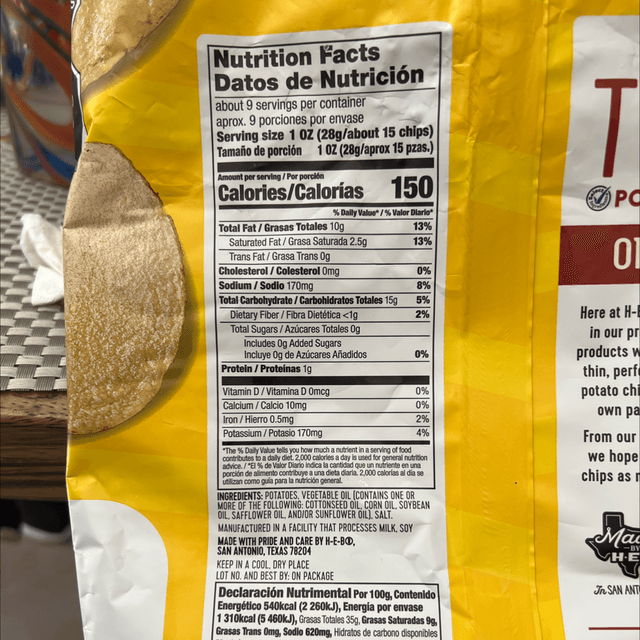 Nutrition Facts
Datos de Nutrición
about 9 servings per container
aprox. 9 porciones por envase
Serving size 1 OZ (28g/about 15 chips)
Tamaño de porción 1 OZ (28g/aprox 15 pzas.)
Amount per serving / Por porción
Calories/Calorías 150
% Daily Value* / % Valor Diario*
Total Fat / Grasas Totales 10g 13%
Saturated Fat / Grasa Saturada 2.5g 13%
Trans Fat / Grasa Trans 0g
Cholesterol / Colesterol 0mg 0%
Sodium / Sodio 170mg 8%
Total Carbohydrate / Carbohidratos Totales 15g 5%
Dietary Fiber / Fibra Dietética <1g 2%
Total Sugars / Azúcares Totales 0g
Includes 0g Added Sugars
Incluye 0g de Azúcares Añadidos 0%
Protein / Proteínas 1g
Vitamin D / Vitamina D 0mcg 0%
Calcium / Calcio 10mg 0%
Iron / Hierro 0.5mg 2%
Potassium / Potasio 170mg 4%
*The % Daily Value tells you how much a nutrient in a serving of food
contributes to a daily diet. 2,000 calories a day is used for general nutrition
advice. / *El % de Valor Diario indica la cantidad que un nutriente en una
porción de alimento contribuye a una dieta diaria. 2,000 calorías al día se
utilizan como guía para la nutrición general.
INGREDIENTS: POTATOES, VEGETABLE OIL (CONTAINS ONE OR
MORE OF THE FOLLOWING: COTTONSEED OIL, CORN OIL, SOYBEAN
OIL, SAFFLOWER OIL, AND/OR SUNFLOWER OIL), SALT.
MANUFACTURED IN A FACILITY THAT PROCESSES MILK, SOY
MADE WITH PRIDE AND CARE BY H-E-B®,
SAN ANTONIO, TEXAS 78204
KEEP IN A COOL, DRY PLACE
LOT NO. AND BEST BY: ON PACKAGE
Declaración Nutrimental Por 100g, Contenido
Energético 540kcal (2 260kJ), Energía por envase
1 310kcal (5 460kJ), Grasas Totales 35g, Grasas Saturadas 9g,
Grasas Trans 0mg, Sodio 620mg, Hidratos de carbono disponibles
T
PO
01
Here at H-E
in our pr
products w
thin, perfe
potato chi
own pa
From our
we hope
chips as m
Mad
BY
H-E
In SAN ANT